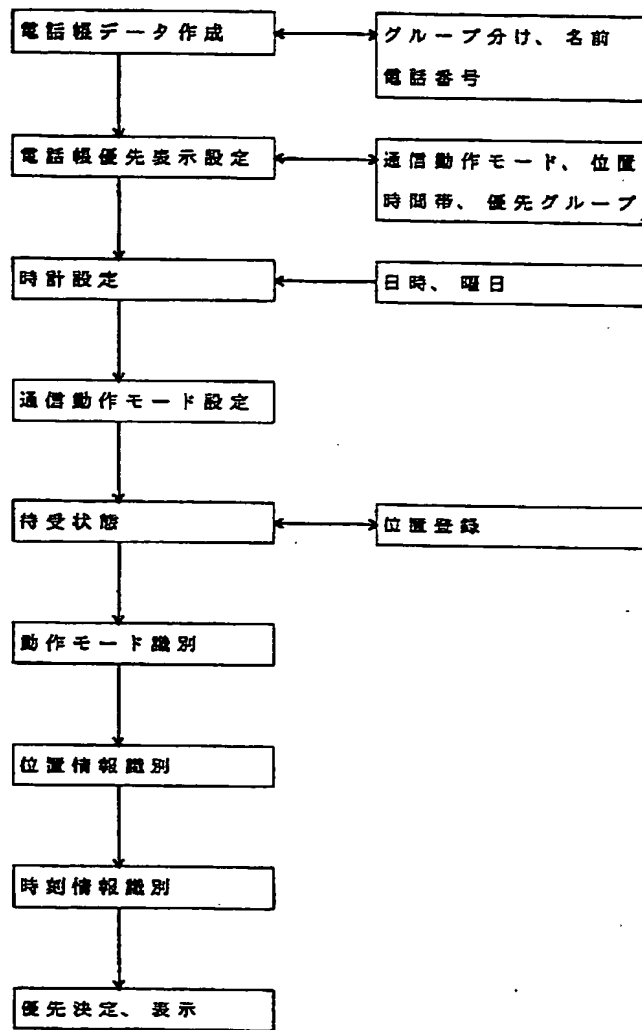 電話帳データ作成
グループ分け、名前
電話番号
電話帳優先表示設定
通信動作モード、位置
時間帯、優先グループ
時計設定
日時、曜日
通信動作モード設定
待受状態
位置登録
動作モード識別
位置情報識別
時刻情報識別
優先決定、表示